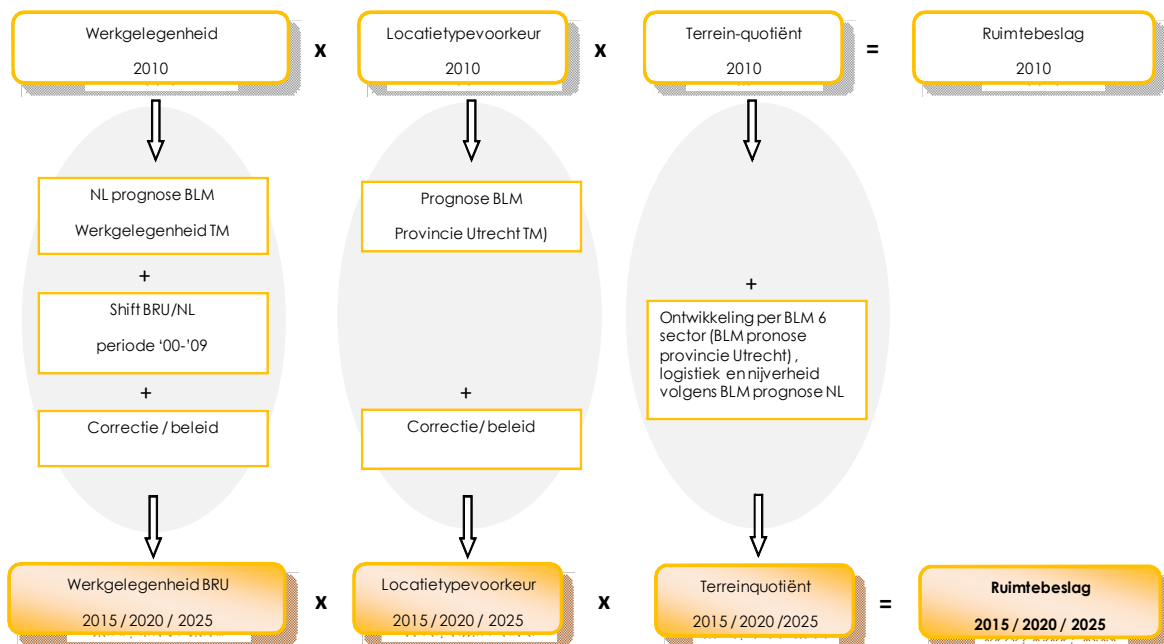 Werkgelegenheid
2010
x
Locatietypevoorkeur
2010
x
Terrein-quotiënt
2010
=
Ruimtebeslag
2010
NL prognose BLM
Werkgelegenheid TM
+
Shift BRU/NL
periode ‘00-’09
+
Correctie / beleid
Prognose BLM
Provincie Utrecht TM)
+
Correctie/ beleid
+
Ontwikkeling per BLM 6
sector (BLM pronose
provincie Utrecht) ,
logistiek en nijverheid
volgens BLM prognose NL
Werkgelegenheid BRU
2015 / 2020 / 2025
x
Locatietypevoorkeur
2015 / 2020 / 2025
x
Terreinquotiënt
2015 / 2020 /2025
=
Ruimtebeslag
2015 / 2020 / 2025